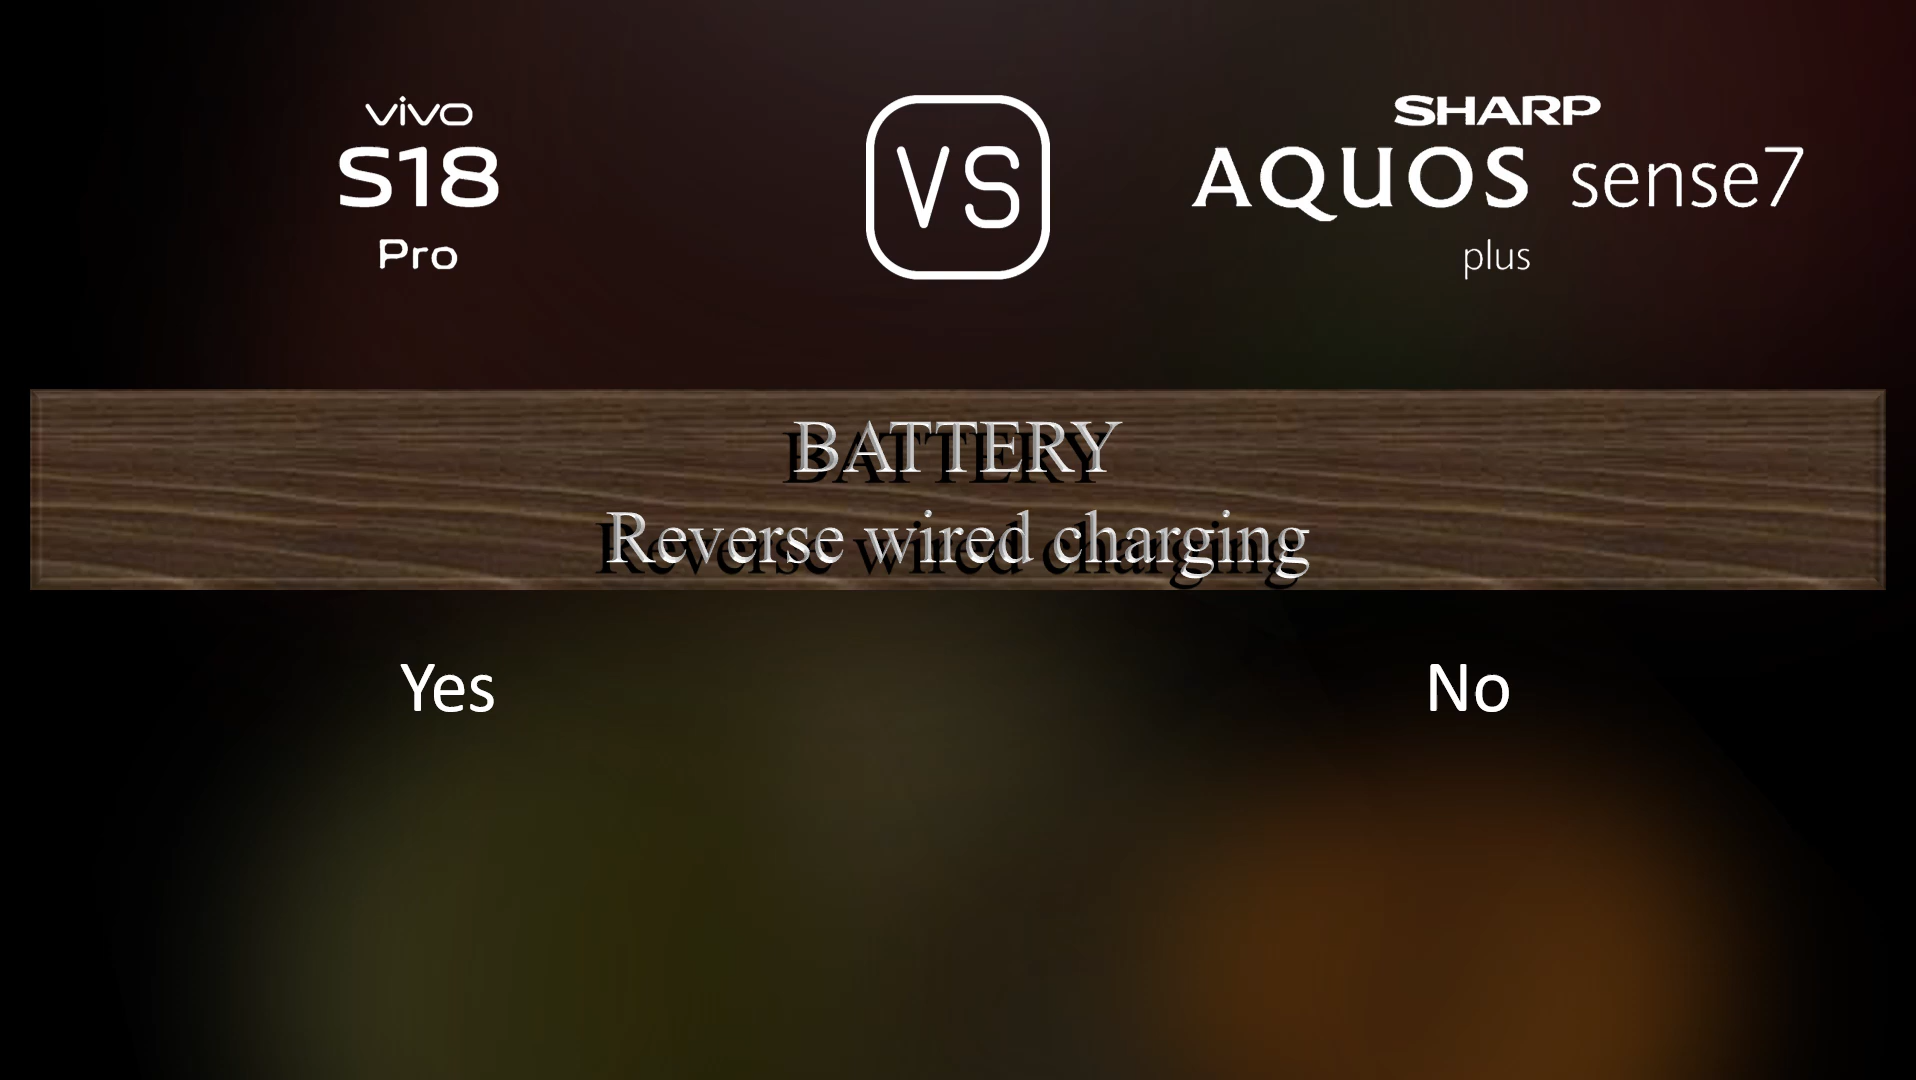 vivo
S18
Pro
VS
SHARP
AQUOS sense7
plus
BATTERY
Reverse wired charging
Yes
No